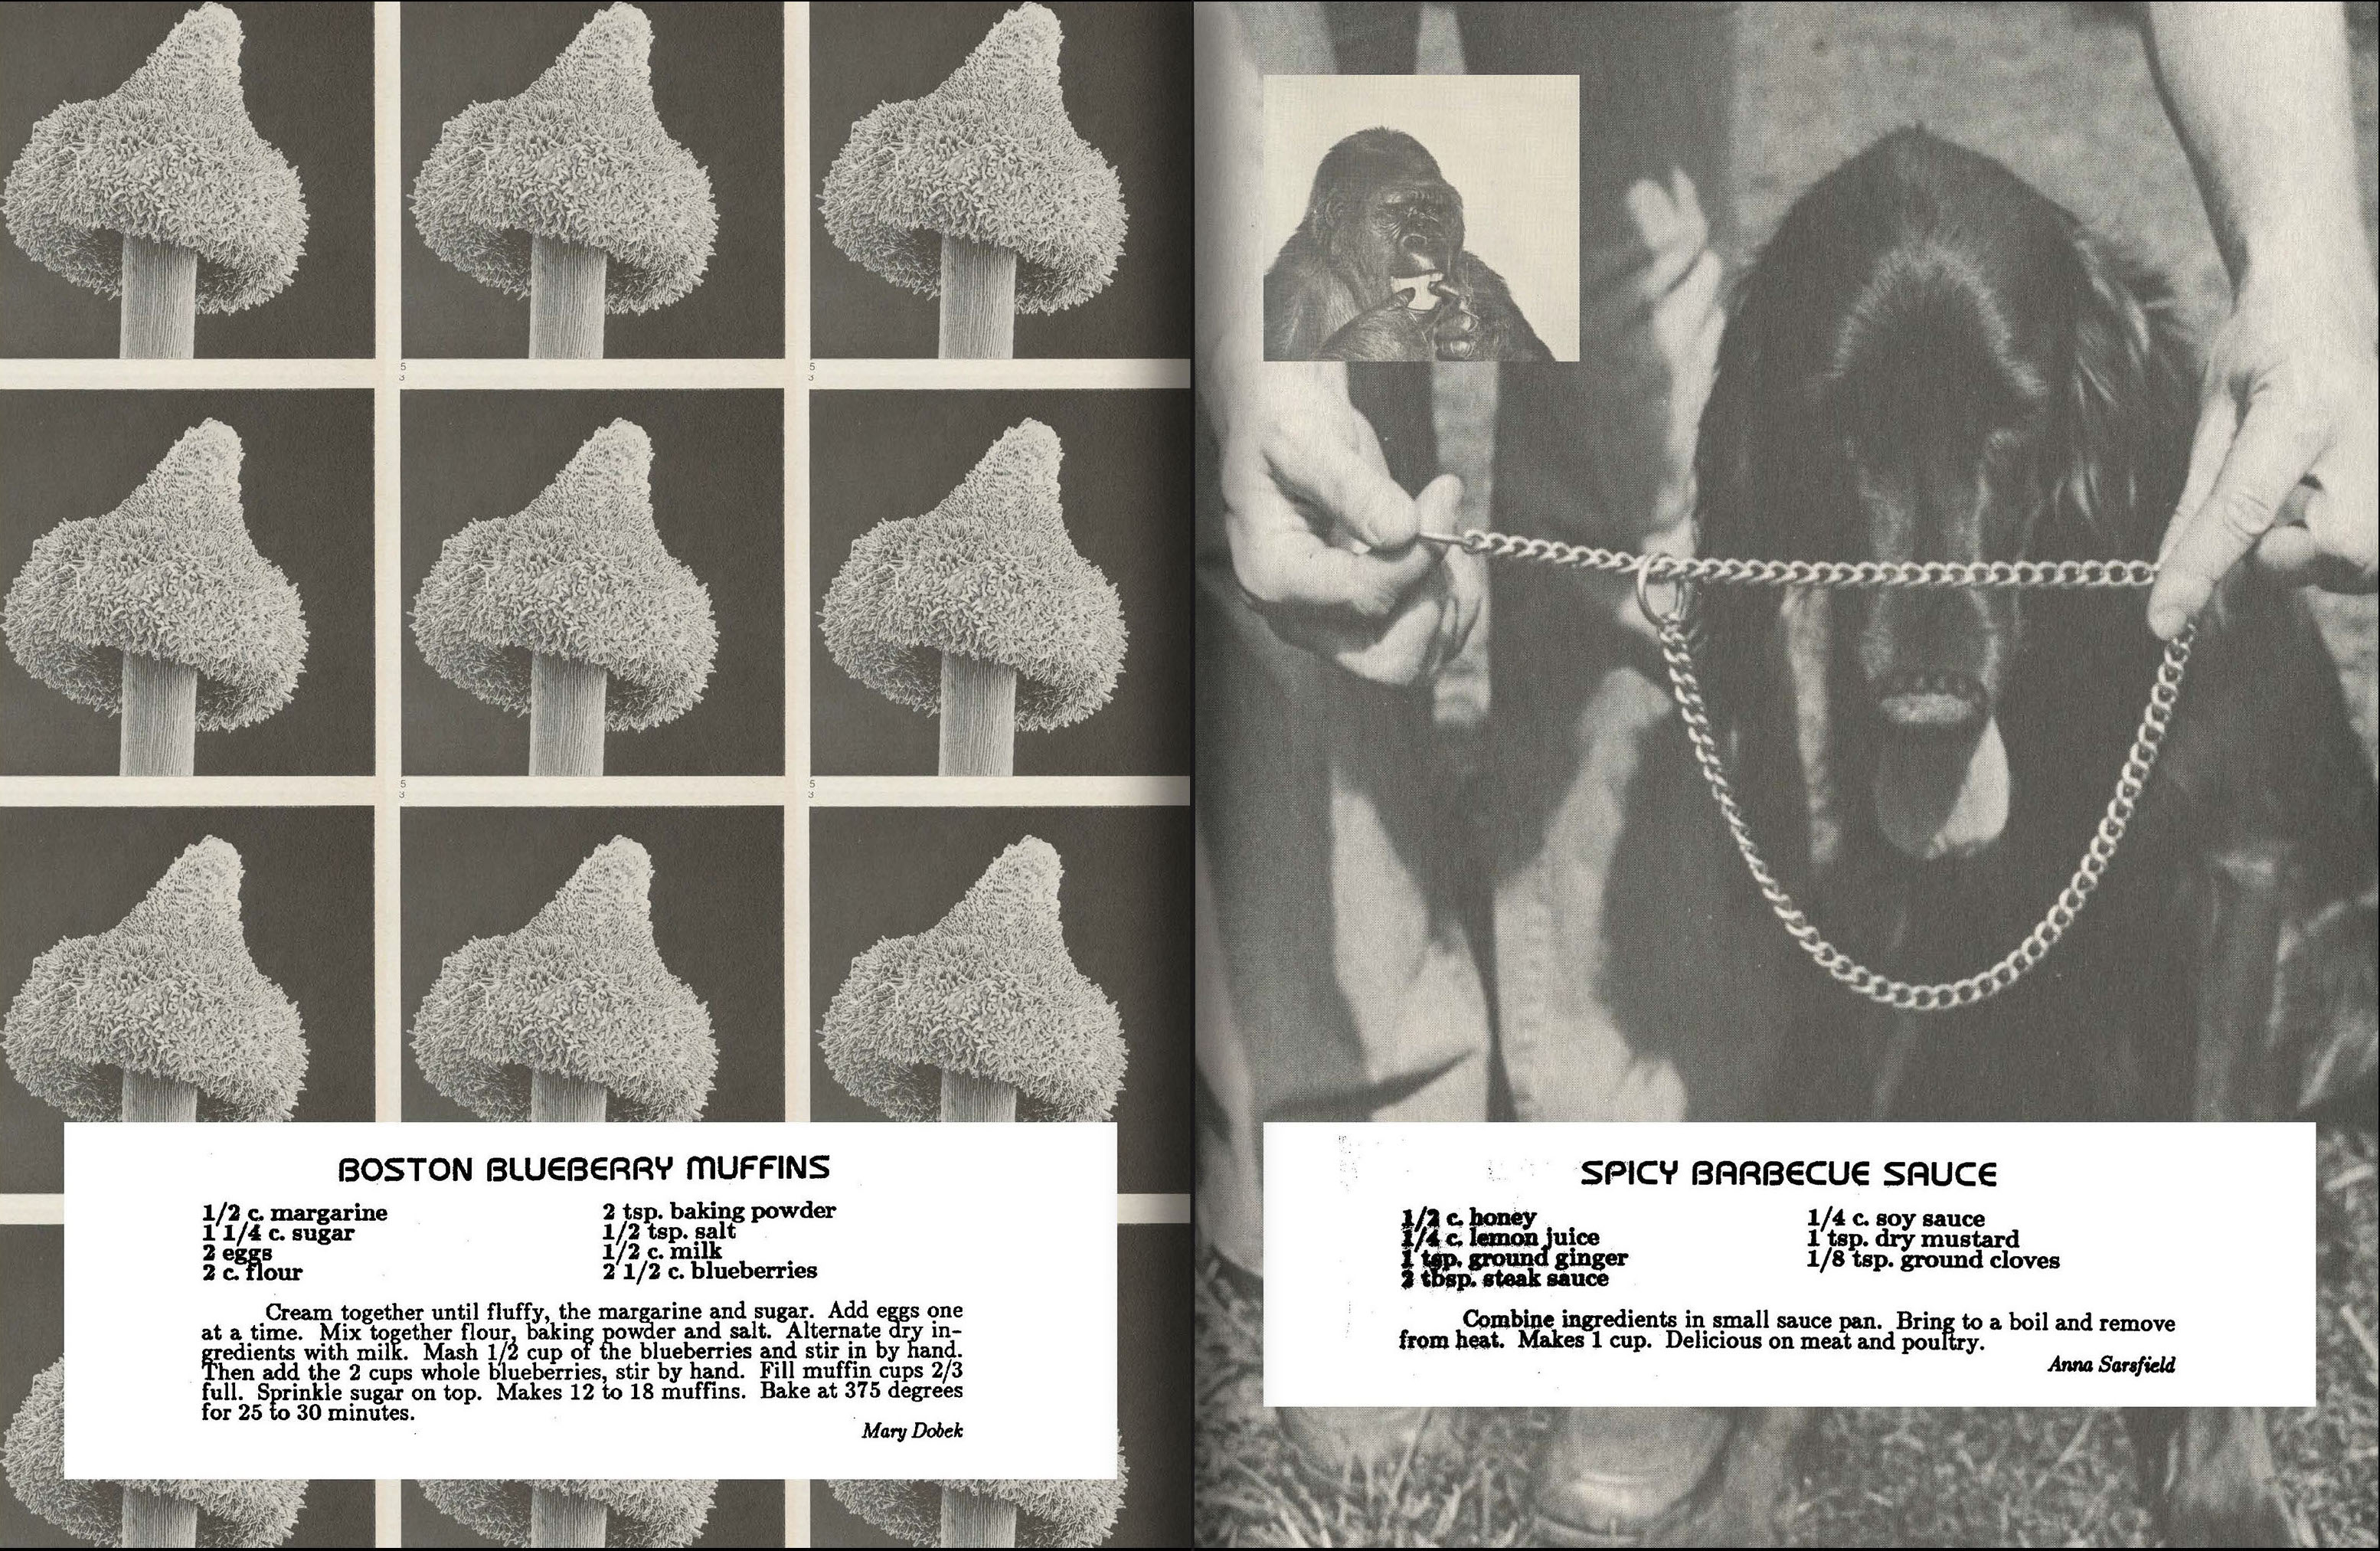 5
3
5
3
5
3
5
3
BOSTON BLUEBERRY MUFFINS
1/2 c. margarine
1 1/4 c. sugar
2 eggs
2 c. flour
2 tsp. baking powder
1/2 tsp. salt
1/2 c. milk
2 1/2 c. blueberries
Cream together until fluffy, the margarine and sugar. Add eggs one
at a time. Mix together flour, baking powder and salt. Alternate dry in-
gredients with milk. Mash 1/2 cup of the blueberries and stir in by hand.
Then add the 2 cups whole blueberries, stir by hand. Fill muffin cups 2/3
full. Sprinkle sugar on top. Makes 12 to 18 muffins. Bake at 375 degrees
for 25 to 30 minutes.
Mary Dobek
SPICY BARBECUE SAUCE
1/2 c. honey
1/4 c. lemon juice
1 tsp. ground ginger
2 tbsp. steak sauce
1/4 c. soy sauce
1 tsp. dry mustard
1/8 tsp. ground cloves
Combine ingredients in small sauce pan. Bring to a boil and remove
from heat. Makes 1 cup. Delicious on meat and poultry.
Anna Sarsfield